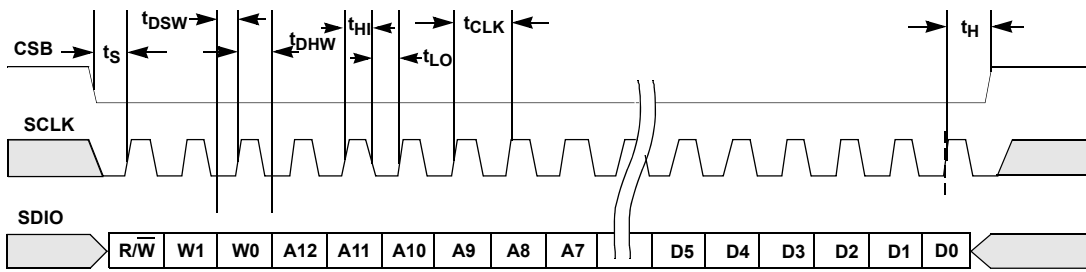 tDSW tHI tCLK tH
CSB tS tDHW tLO
SCLK
SDIO
R/W̅ W1 W0 A12 A11 A10 A9 A8 A7 D5 D4 D3 D2 D1 D0